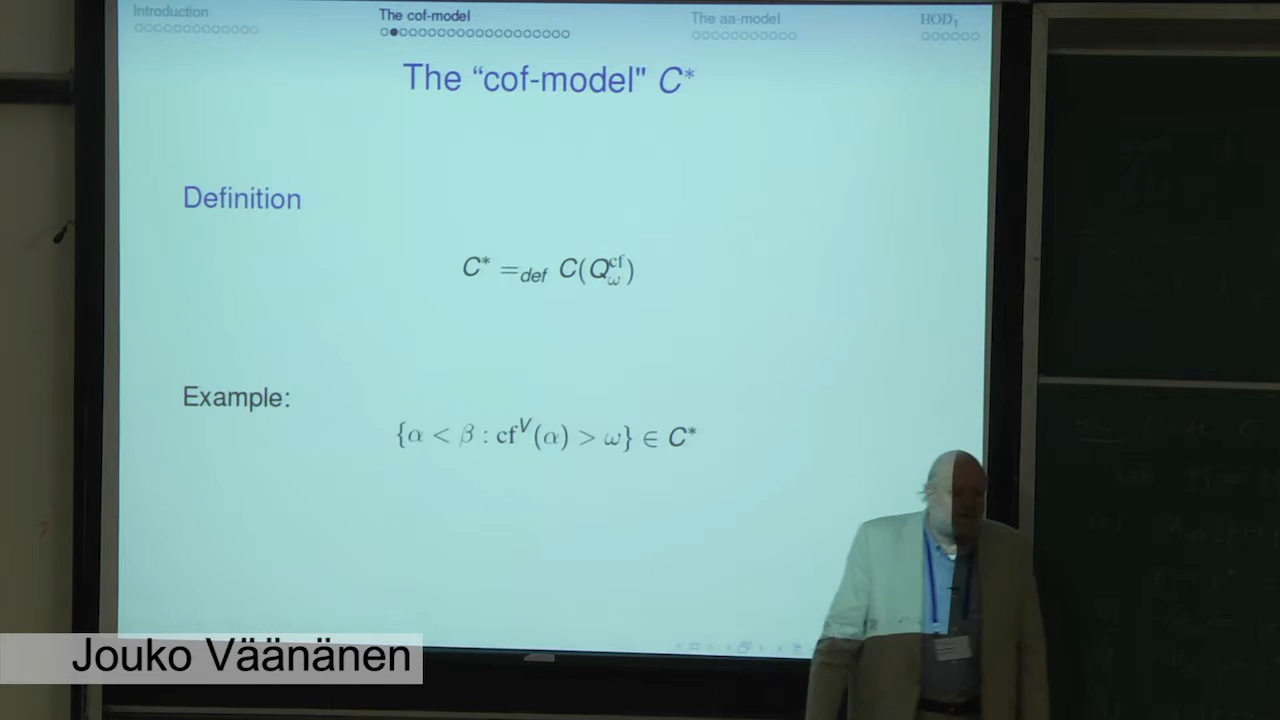 Introduction
The cof-model
The aa-model
HOD₁
The “cof-model" C*
Definition
C* =def C(Q^cf_ω)
Example:
{α < β : cf^V(α) > ω} ∈ C*
Jouko Väänänen